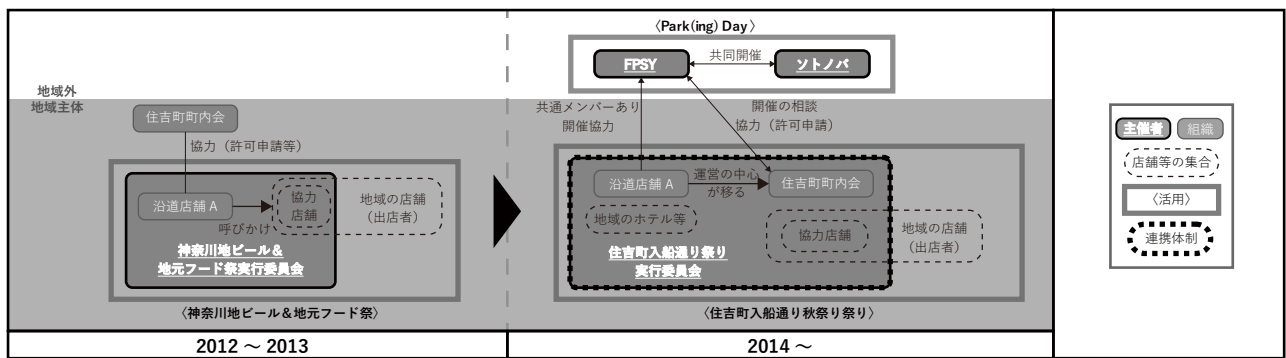 地域外
地域主体
住吉町町内会
協力（許可申請等）
沿道店舗 A
呼びかけ
協力
店舗
地域の店舗
（出店者）
神奈川地ビール＆
地元フード祭実行委員会
〈神奈川地ビール＆地元フード祭〉
2012 ～ 2013
〈Park(ing) Day〉
FPSY
共同開催
ソトノバ
共通メンバーあり
開催協力
開催の相談
協力（許可申請）
沿道店舗 A
運営の中心
が移る
住吉町町内会
地域のホテル等
協力店舗
地域の店舗
（出店者）
住吉町入船通り祭り
実行委員会
〈住吉町入船通り秋祭り祭り〉
2014 ～
主催者
組織
店舗等の集合
〈活用〉
連携体制